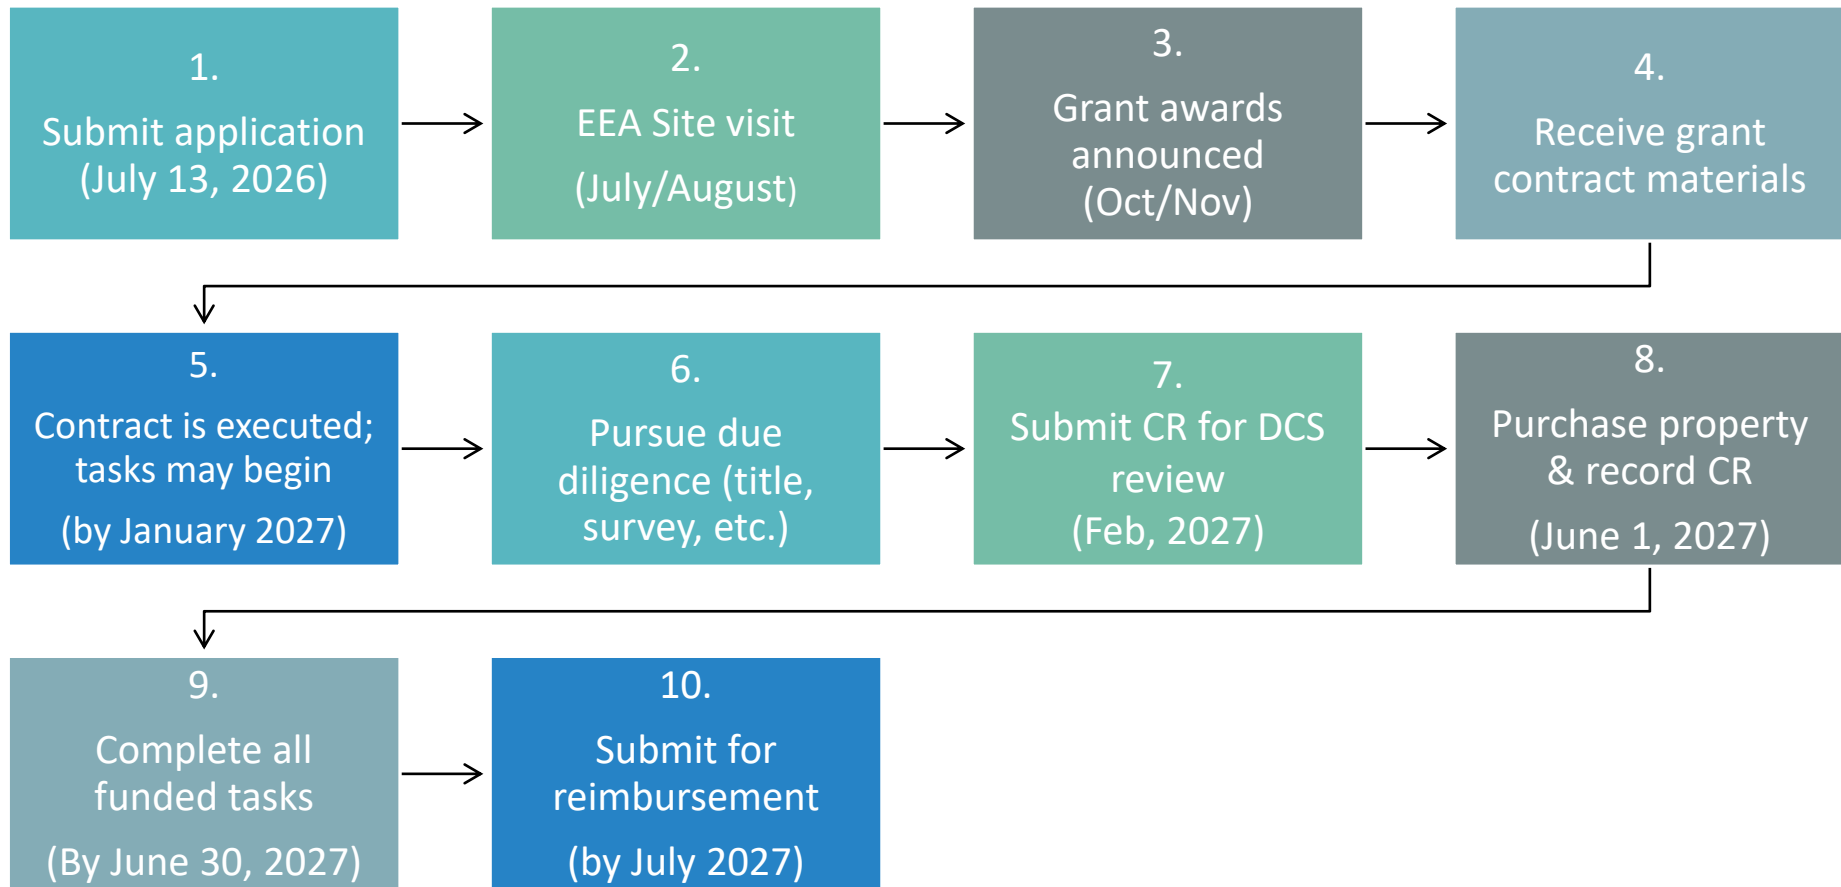 1.
Submit application
(July 13, 2026)
2.
EEA Site visit
(July/August)
3.
Grant awards
announced
(Oct/Nov)
4.
Receive grant
contract materials
5.
Contract is executed;
tasks may begin
(by January 2027)
6.
Pursue due
diligence (title,
survey, etc.)
7.
Submit CR for DCS
review
(Feb, 2027)
8.
Purchase property
& record CR
(June 1, 2027)
9.
Complete all
funded tasks
(By June 30, 2027)
10.
Submit for
reimbursement
(by July 2027)